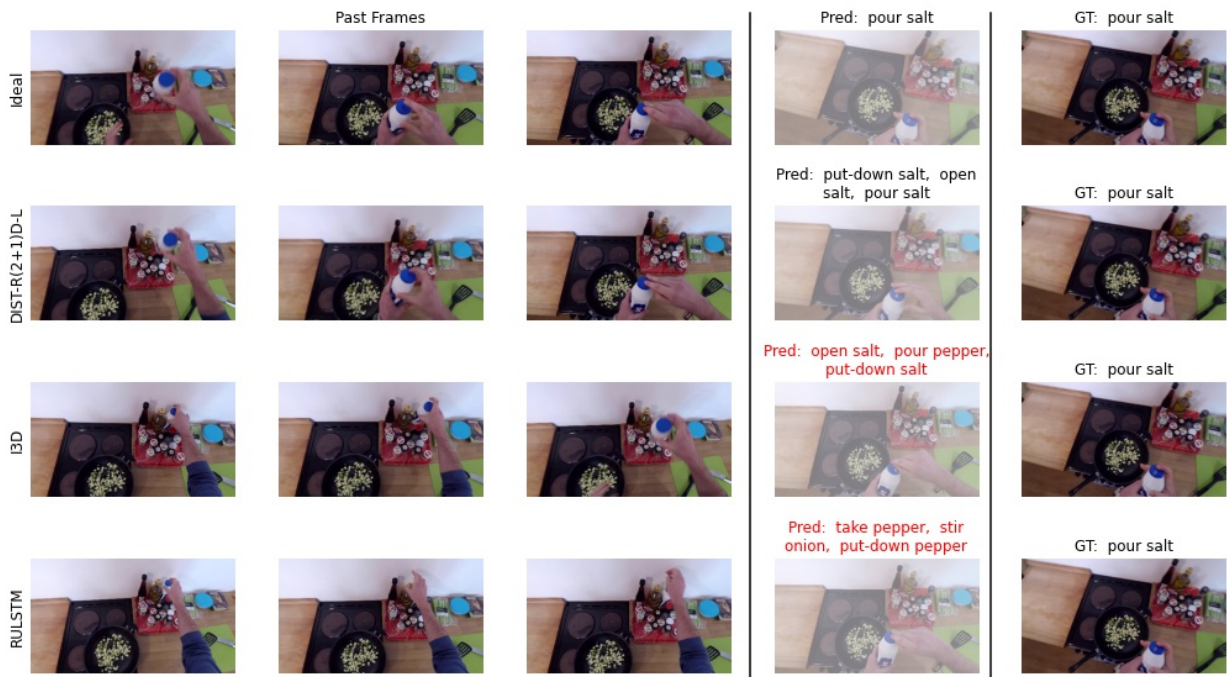 Past Frames
Pred: pour salt
GT: pour salt
Ideal
Pred: put-down salt, open
salt, pour salt
GT: pour salt
DIST-R(2+1)D-L
Pred: open salt, pour pepper,
put-down salt
GT: pour salt
I3D
Pred: take pepper, stir
onion, put-down pepper
GT: pour salt
RULSTM